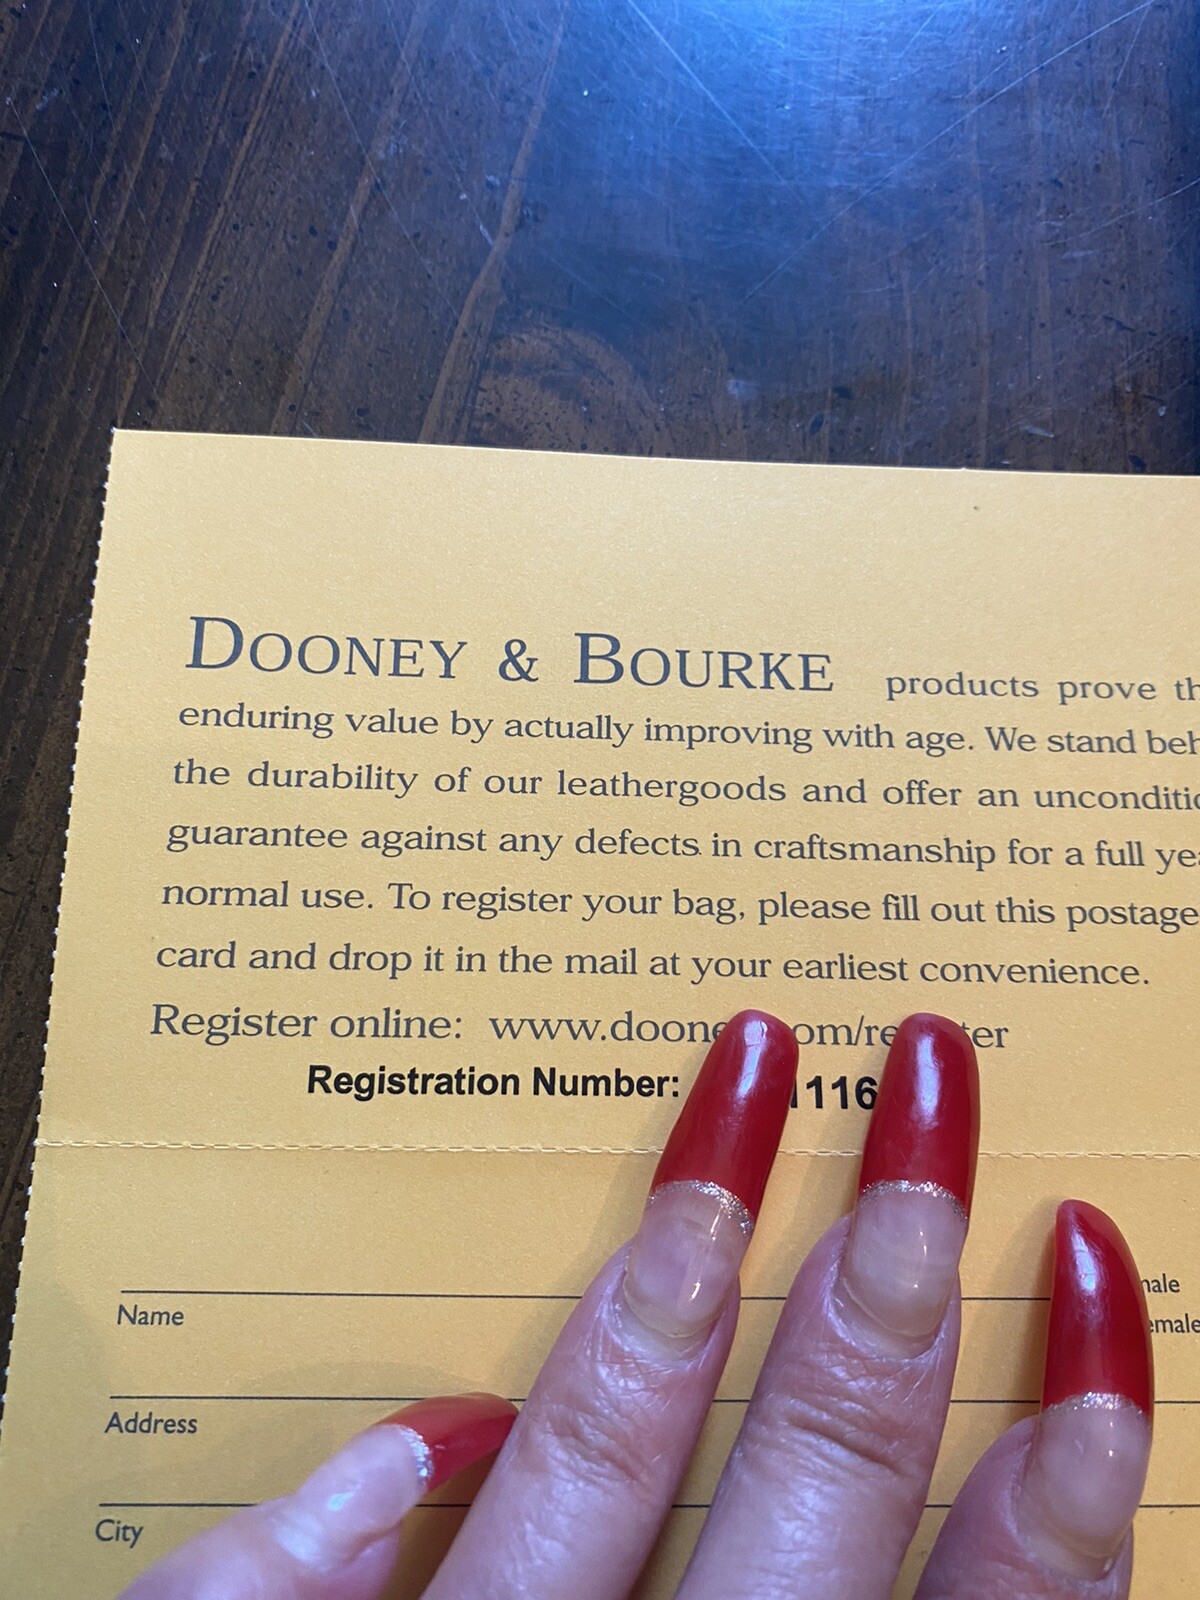 DOONEY & BOURKE products prove
enduring value by actually improving with age. We stand
the durability of our leathergoods and offer an
guarantee against any defects in craftsmanship for a full
normal use. To register your bag, please fill out this postage
card and drop it in the mail at your earliest convenience.
Register online:
Registration Number:
Name
Address
City